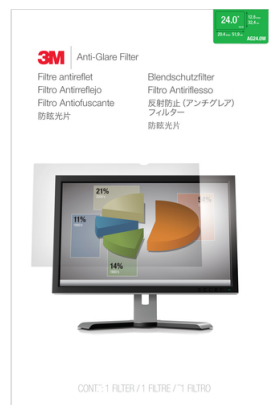 24.0"
AG24.0W
3M Anti-Glare Filter
Filtre antireflet
Filtro Antirreflejo
Filtro Antiofuscante
防眩光片
Blendschutzfilter
Filtro Antiriflesso
反射防止（アンチグレア）
フィルター
防眩光片
21%
11%
14%
CONT.: 1 FILTER / 1 FILTRE / 1 FILTRO